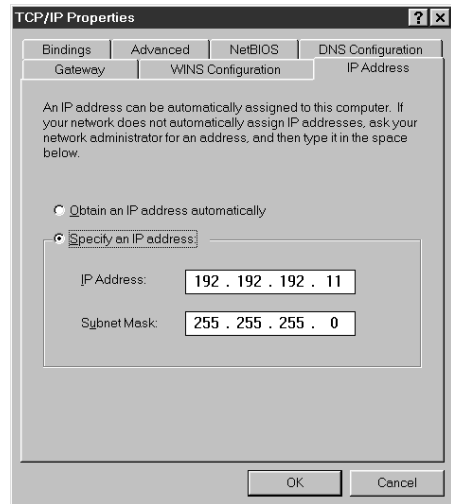 TCP/IP Properties ? ×
Bindings Advanced NetBIOS DNS Configuration
Gateway WINS Configuration IP Address
An IP address can be automatically assigned to this computer. If
your network does not automatically assign IP addresses, ask your
network administrator for an address, and then type it in the space
below.
Obtain an IP address automatically
Specify an IP address:
IP Address: 192 . 192 . 192 . 11
Subnet Mask: 255 . 255 . 255 . 0
OK Cancel